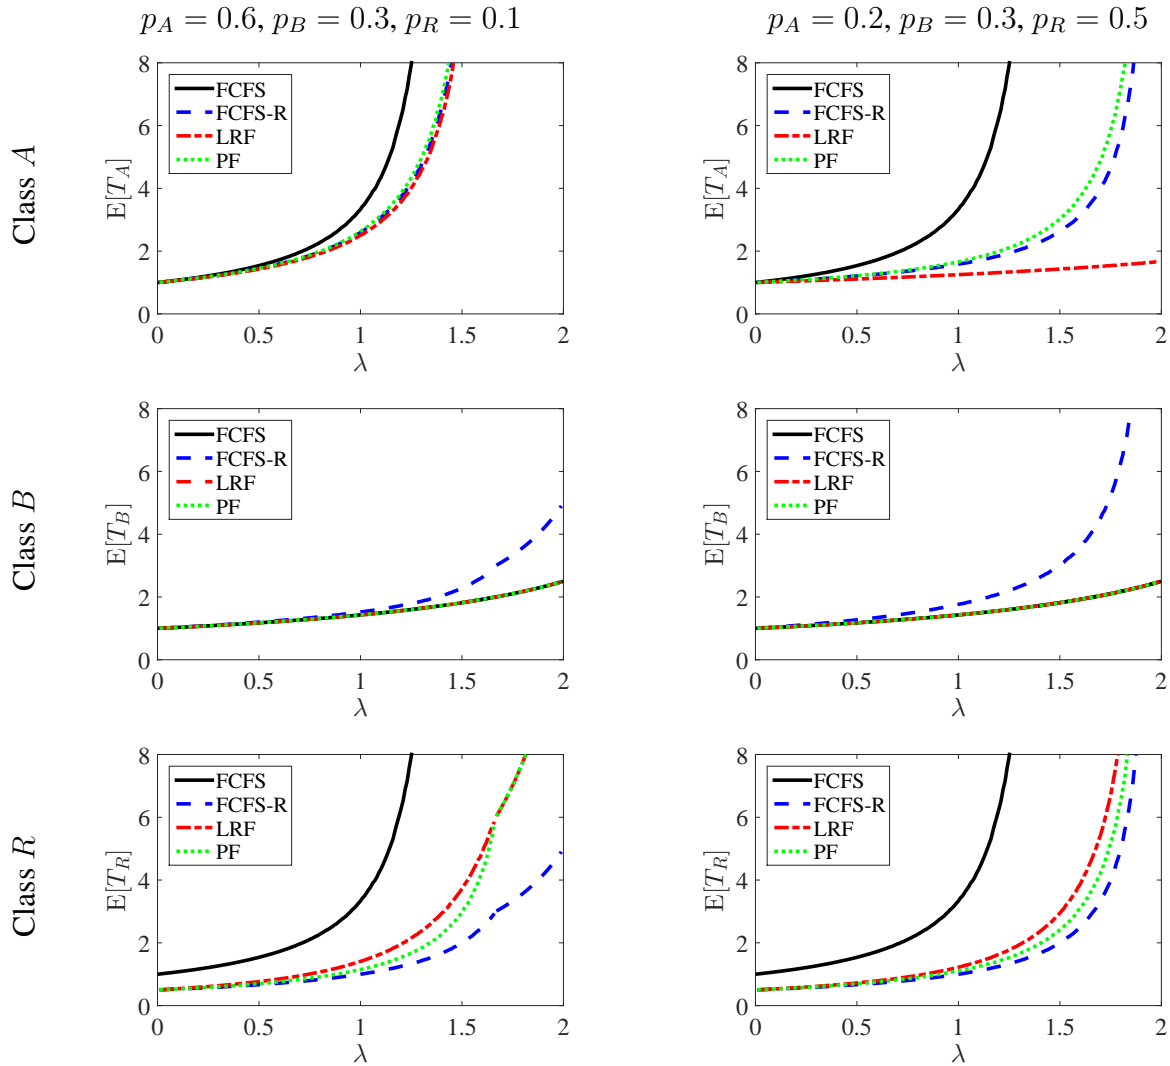 p_A = 0.6, p_B = 0.3, p_R = 0.1
p_A = 0.2, p_B = 0.3, p_R = 0.5
Class A
E[T_A]
8
6
4
2
0
FCFS
FCFS-R
LRF
PF
0 0.5 1 1.5 2
λ
E[T_A]
8
6
4
2
0
FCFS
FCFS-R
LRF
PF
0 0.5 1 1.5 2
λ
Class B
E[T_B]
8
6
4
2
0
FCFS
FCFS-R
LRF
PF
0 0.5 1 1.5 2
λ
E[T_B]
8
6
4
2
0
FCFS
FCFS-R
LRF
PF
0 0.5 1 1.5 2
λ
Class R
E[T_R]
8
6
4
2
0
FCFS
FCFS-R
LRF
PF
0 0.5 1 1.5 2
λ
E[T_R]
8
6
4
2
0
FCFS
FCFS-R
LRF
PF
0 0.5 1 1.5 2
λ